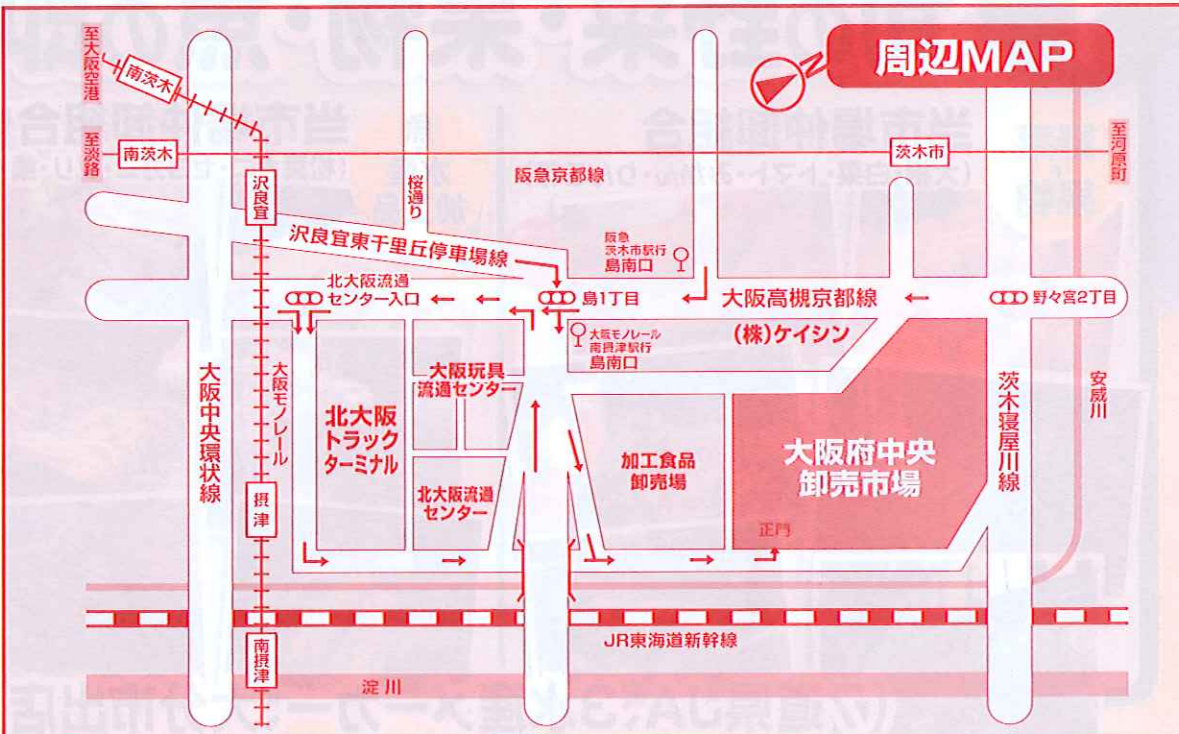 周辺MAP
N
至大阪空港
南茨木
至淡路
南茨木
阪急京都線
茨木市
至河原町
沢良宜
桜通り
沢良宜東千里丘停車場線
阪急
茨木市駅行
島南口
北大阪流通
センター入口
島1丁目
大阪高槻京都線
野々宮2丁目
大阪モノレール
南摂津駅行
島南口
(株)ケイシン
大阪中央環状線
大阪モノレール
大阪玩具
流通センター
北大阪
トラック
ターミナル
北大阪流通
センター
加工食品
卸売場
大阪府中央
卸売市場
正門
茨木寝屋川線
安威川
摂津
JR東海道新幹線
南摂津
淀川